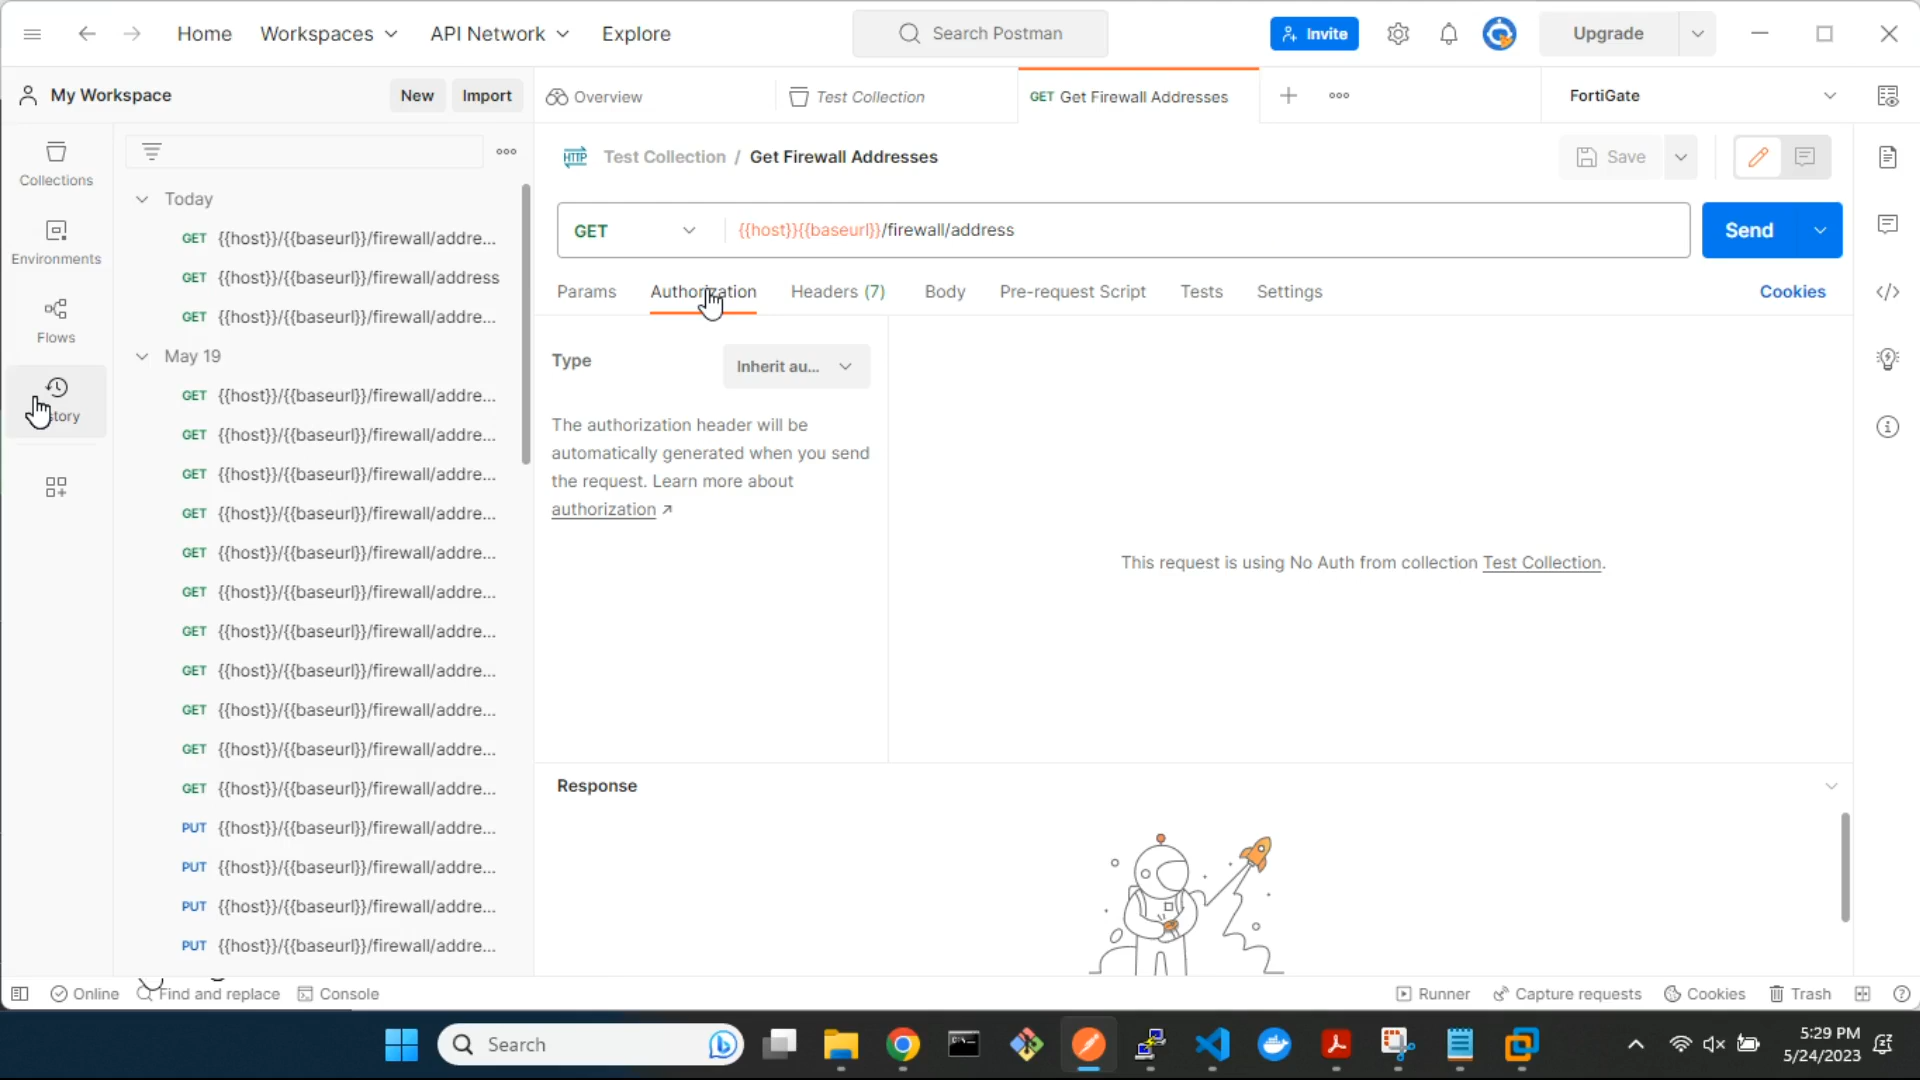 Home
Workspaces
API Network
Explore
Search Postman
Invite
Upgrade
My Workspace
New
Import
Overview
Test Collection
GET Get Firewall Addresses
FortiGate
Collections
Environments
Flows
Today
GET {{host}}/{{baseurl}}/firewall/addre...
GET {{host}}/{{baseurl}}/firewall/address
GET {{host}}/{{baseurl}}/firewall/addre...
May 19
GET {{host}}/{{baseurl}}/firewall/addre...
GET {{host}}/{{baseurl}}/firewall/addre...
GET {{host}}/{{baseurl}}/firewall/addre...
GET {{host}}/{{baseurl}}/firewall/addre...
GET {{host}}/{{baseurl}}/firewall/addre...
GET {{host}}/{{baseurl}}/firewall/addre...
GET {{host}}/{{baseurl}}/firewall/addre...
GET {{host}}/{{baseurl}}/firewall/addre...
GET {{host}}/{{baseurl}}/firewall/addre...
GET {{host}}/{{baseurl}}/firewall/addre...
GET {{host}}/{{baseurl}}/firewall/addre...
PUT {{host}}/{{baseurl}}/firewall/addre...
PUT {{host}}/{{baseurl}}/firewall/addre...
PUT {{host}}/{{baseurl}}/firewall/addre...
PUT {{host}}/{{baseurl}}/firewall/addre...
HTTP Test Collection / Get Firewall Addresses
Save
GET {{host}}{{baseurl}}/firewall/address
Send
Params
Authorization
Headers (7)
Body
Pre-request Script
Tests
Settings
Cookies
Type
Inherit au...
The authorization header will be
automatically generated when you send
the request. Learn more about
authorization ↗
This request is using No Auth from collection Test Collection.
Response
Online
Find and replace
Console
Runner
Capture requests
Cookies
Trash
Search
5:29 PM
5/24/2023